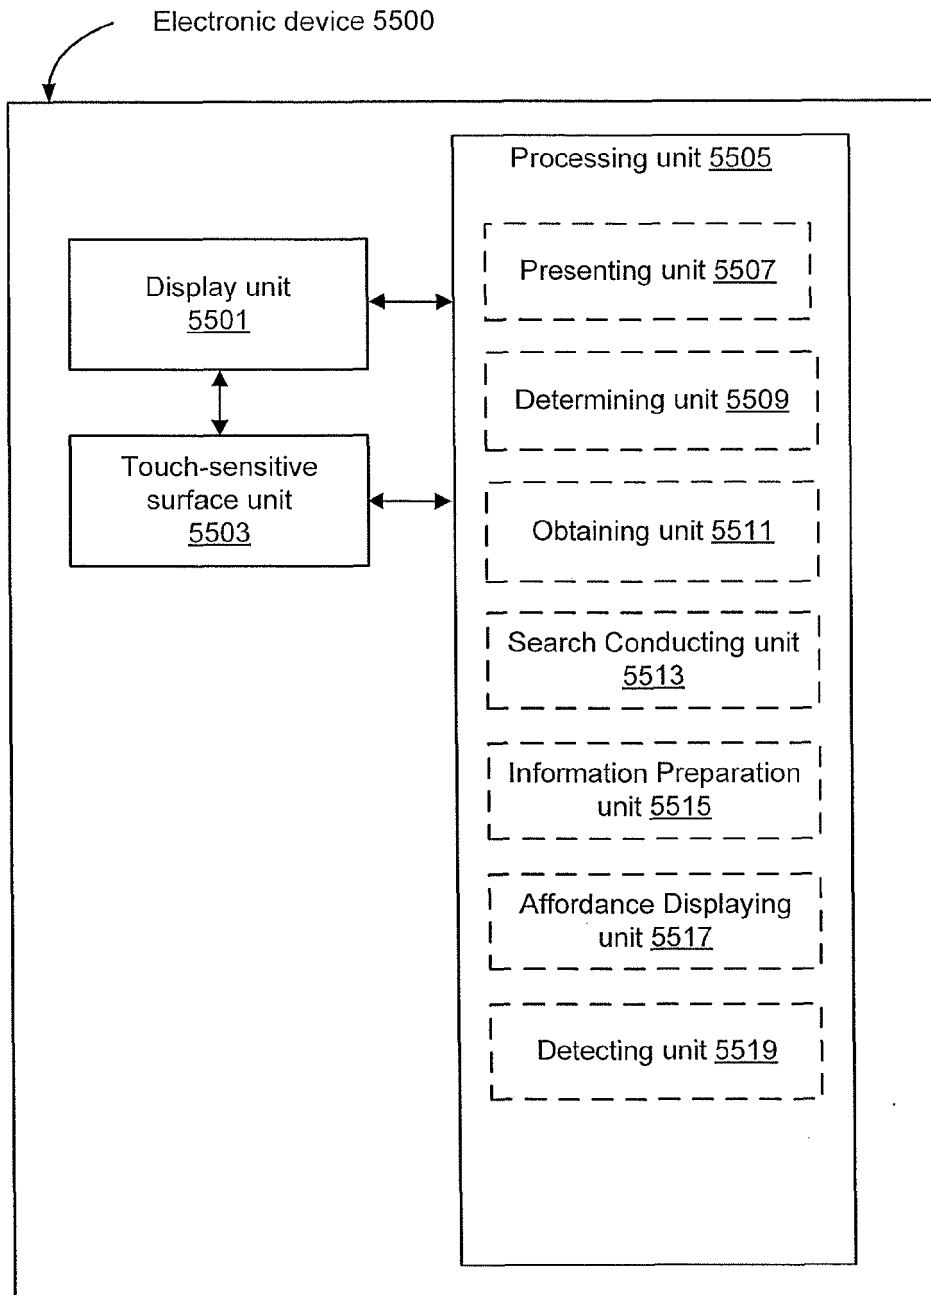 Electronic device 5500
Processing unit 5505
Display unit
5501
Touch-sensitive
surface unit
5503
Presenting unit 5507
Determining unit 5509
Obtaining unit 5511
Search Conducting unit
5513
Information Preparation
unit 5515
Affordance Displaying
unit 5517
Detecting unit 5519